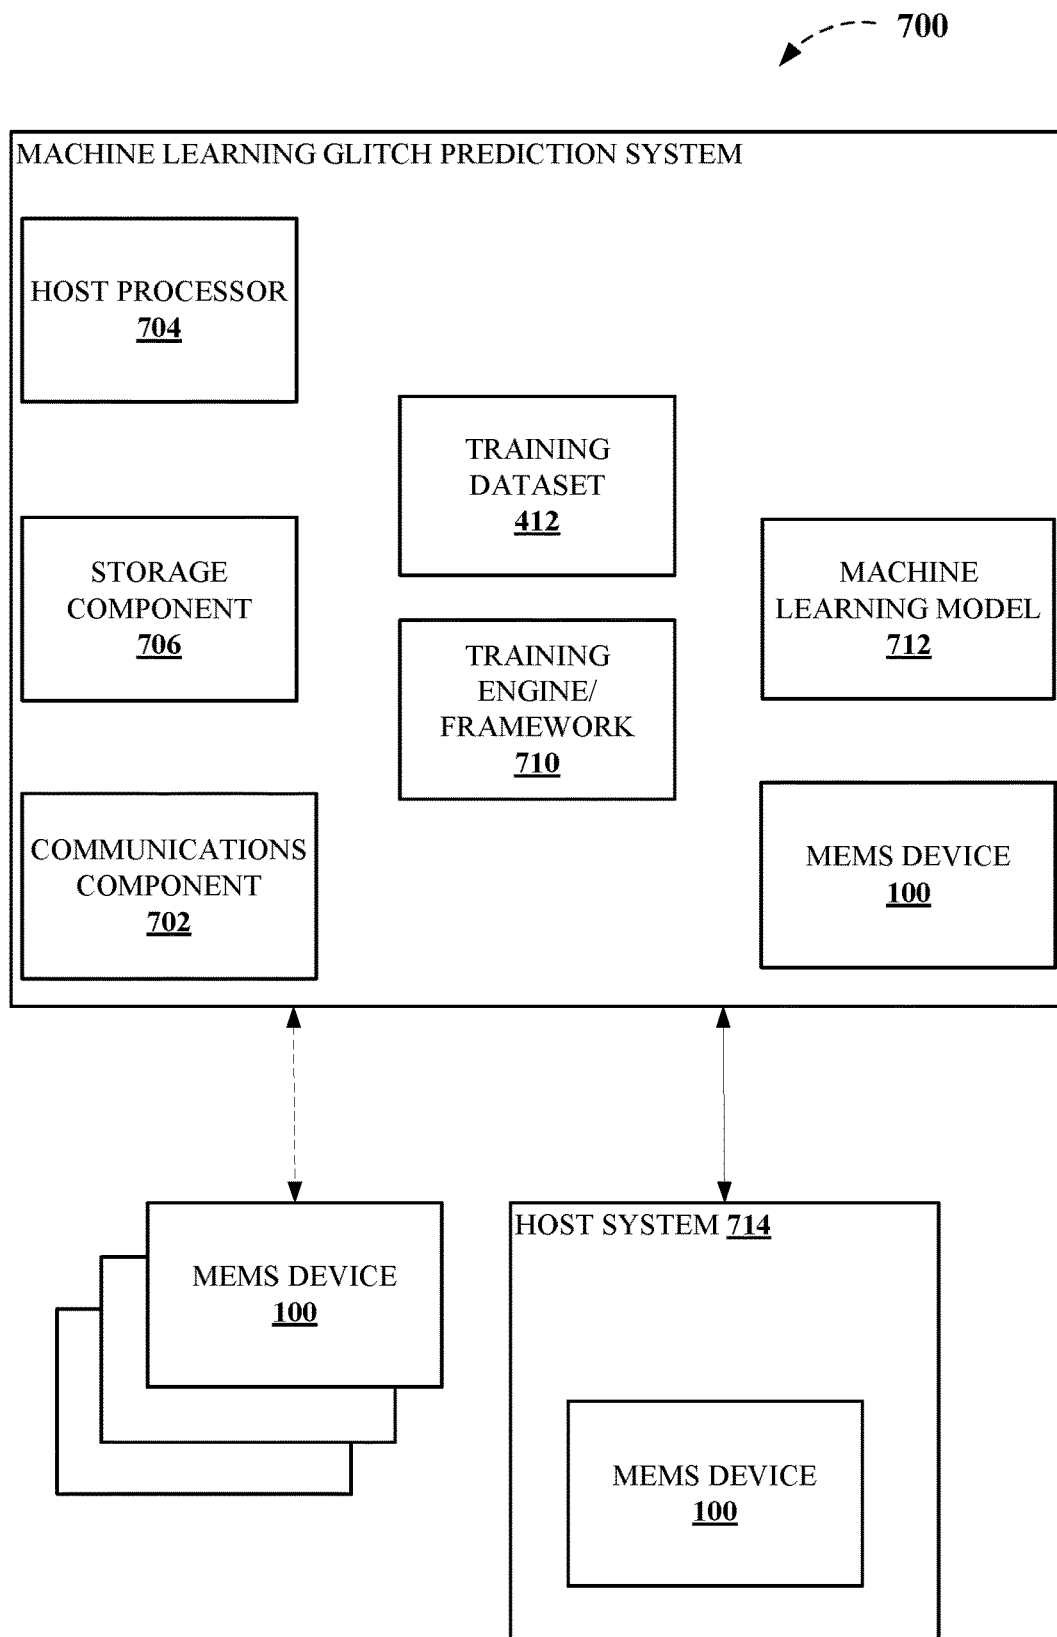 700
MACHINE LEARNING GLITCH PREDICTION SYSTEM
HOST PROCESSOR
704
TRAINING
DATASET
412
STORAGE
COMPONENT
706
MACHINE
LEARNING MODEL
712
TRAINING
ENGINE/
FRAMEWORK
710
COMMUNICATIONS
COMPONENT
702
MEMS DEVICE
100
MEMS DEVICE
100
HOST SYSTEM 714
MEMS DEVICE
100